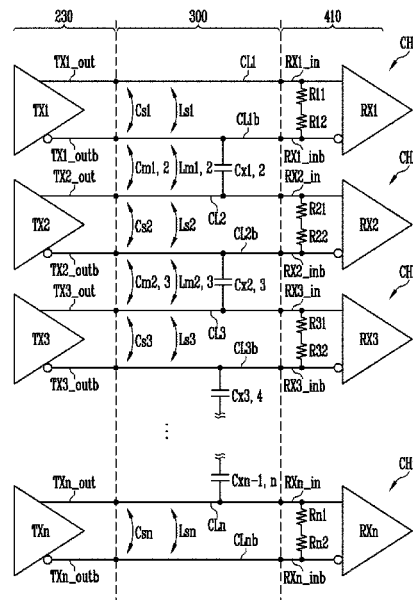 230 300 410
TX1_out CL1 RX1_in CH
TX1 Cs1 Ls1 R11 RX1
R12
TX1_outb CL1b RX1_inb
Cm1, 2 Lm1, 2 Cx1, 2
TX2_out CL2 RX2_in CH
TX2 Cs2 Ls2 R21 RX2
R22
TX2_outb CL2b RX2_inb
Cm2, 3 Lm2, 3 Cx2, 3
TX3_out CL3 RX3_in CH
TX3 Cs3 Ls3 R31 RX3
R32
TX3_outb CL3b RX3_inb
Cx3, 4
Cxn-1, n
TXn_out CLn RXn_in CH
TXn Csn Lsn Rn1 RXn
Rn2
TXn_outb CLnb RXn_inb